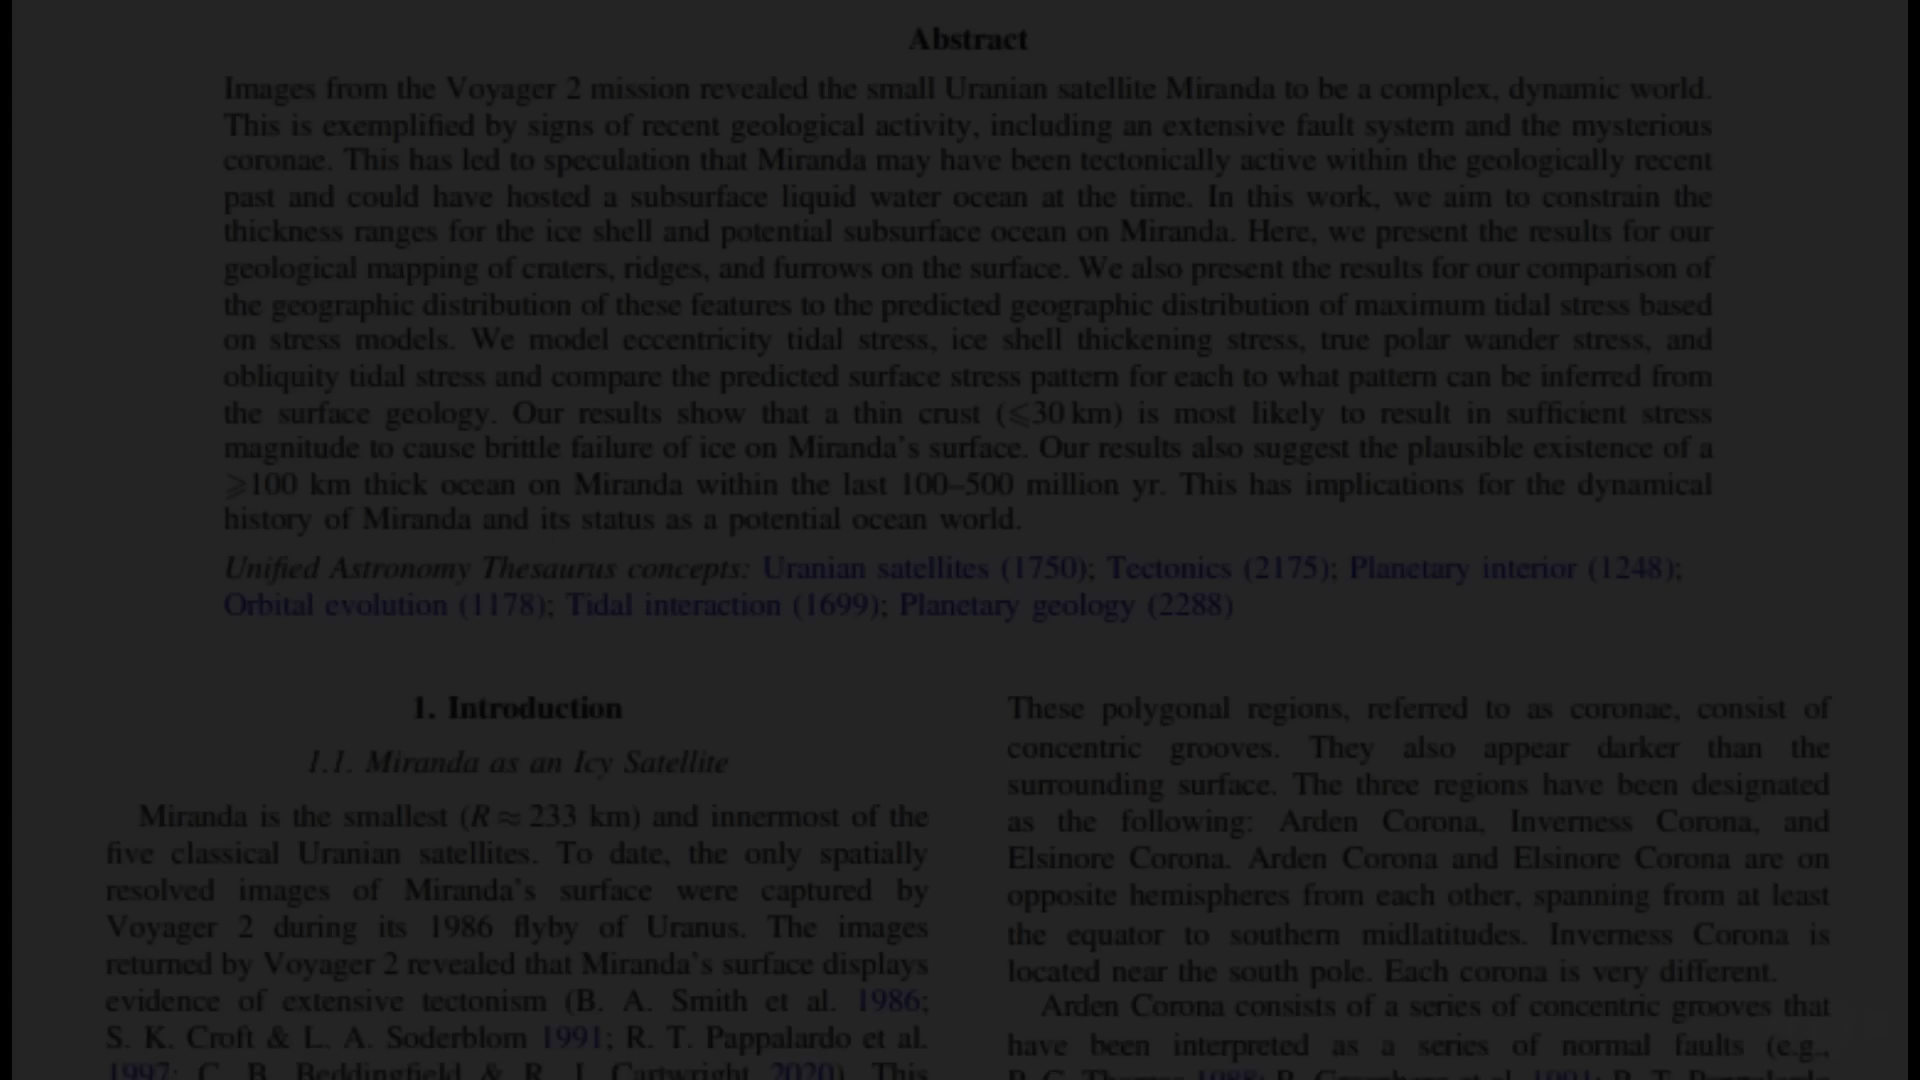 Abstract
Images from the Voyager 2 mission revealed the small Uranian satellite Miranda to be a complex, dynamic world.
This is exemplified by signs of recent geological activity, including an extensive fault system and the mysterious
coronae. This has led to speculation that Miranda may have been tectonically active within the geologically recent
past and could have hosted a subsurface liquid water ocean at the time. In this work, we aim to constrain the
thickness ranges for the ice shell and potential subsurface ocean on Miranda. Here, we present the results for our
geological mapping of craters, ridges, and furrows on the surface. We also present the results for our comparison of
the geographic distribution of these features to the predicted geographic distribution of maximum tidal stress based
on stress models. We model eccentricity tidal stress, ice shell thickening stress, true polar wander stress, and
obliquity tidal stress and compare the predicted surface stress pattern for each to what pattern can be inferred from
the surface geology. Our results show that a thin crust (⩽30 km) is most likely to result in sufficient stress
magnitude to cause brittle failure of ice on Miranda's surface. Our results also suggest the plausible existence of a
⩾100 km thick ocean on Miranda within the last 100–500 million yr. This has implications for the dynamical
history of Miranda and its status as a potential ocean world.
Unified Astronomy Thesaurus concepts: Uranian satellites (1750); Tectonics (2175); Planetary interior (1248);
Orbital evolution (1178); Tidal interaction (1699); Planetary geology (2288)
1. Introduction
1.1. Miranda as an Icy Satellite
Miranda is the smallest (R ≈ 233 km) and innermost of the
five classical Uranian satellites. To date, the only spatially
resolved images of Miranda's surface were captured by
Voyager 2 during its 1986 flyby of Uranus. The images
returned by Voyager 2 revealed that Miranda's surface displays
evidence of extensive tectonism (B. A. Smith et al. 1986;
S. K. Croft & L. A. Soderblom 1991; R. T. Pappalardo et al.
1997; C. B. Beddingfield & R. J. Cartwright 2020). This
These polygonal regions, referred to as coronae, consist of
concentric grooves. They also appear darker than the
surrounding surface. The three regions have been designated
as the following: Arden Corona, Inverness Corona, and
Elsinore Corona. Arden Corona and Elsinore Corona are on
opposite hemispheres from each other, spanning from at least
the equator to southern midlatitudes. Inverness Corona is
located near the south pole. Each corona is very different.
Arden Corona consists of a series of concentric grooves that
have been interpreted as a series of normal faults (e.g.,
P. C. Thomas 1988; R. Greenberg et al. 1991; R. T. Pappalardo